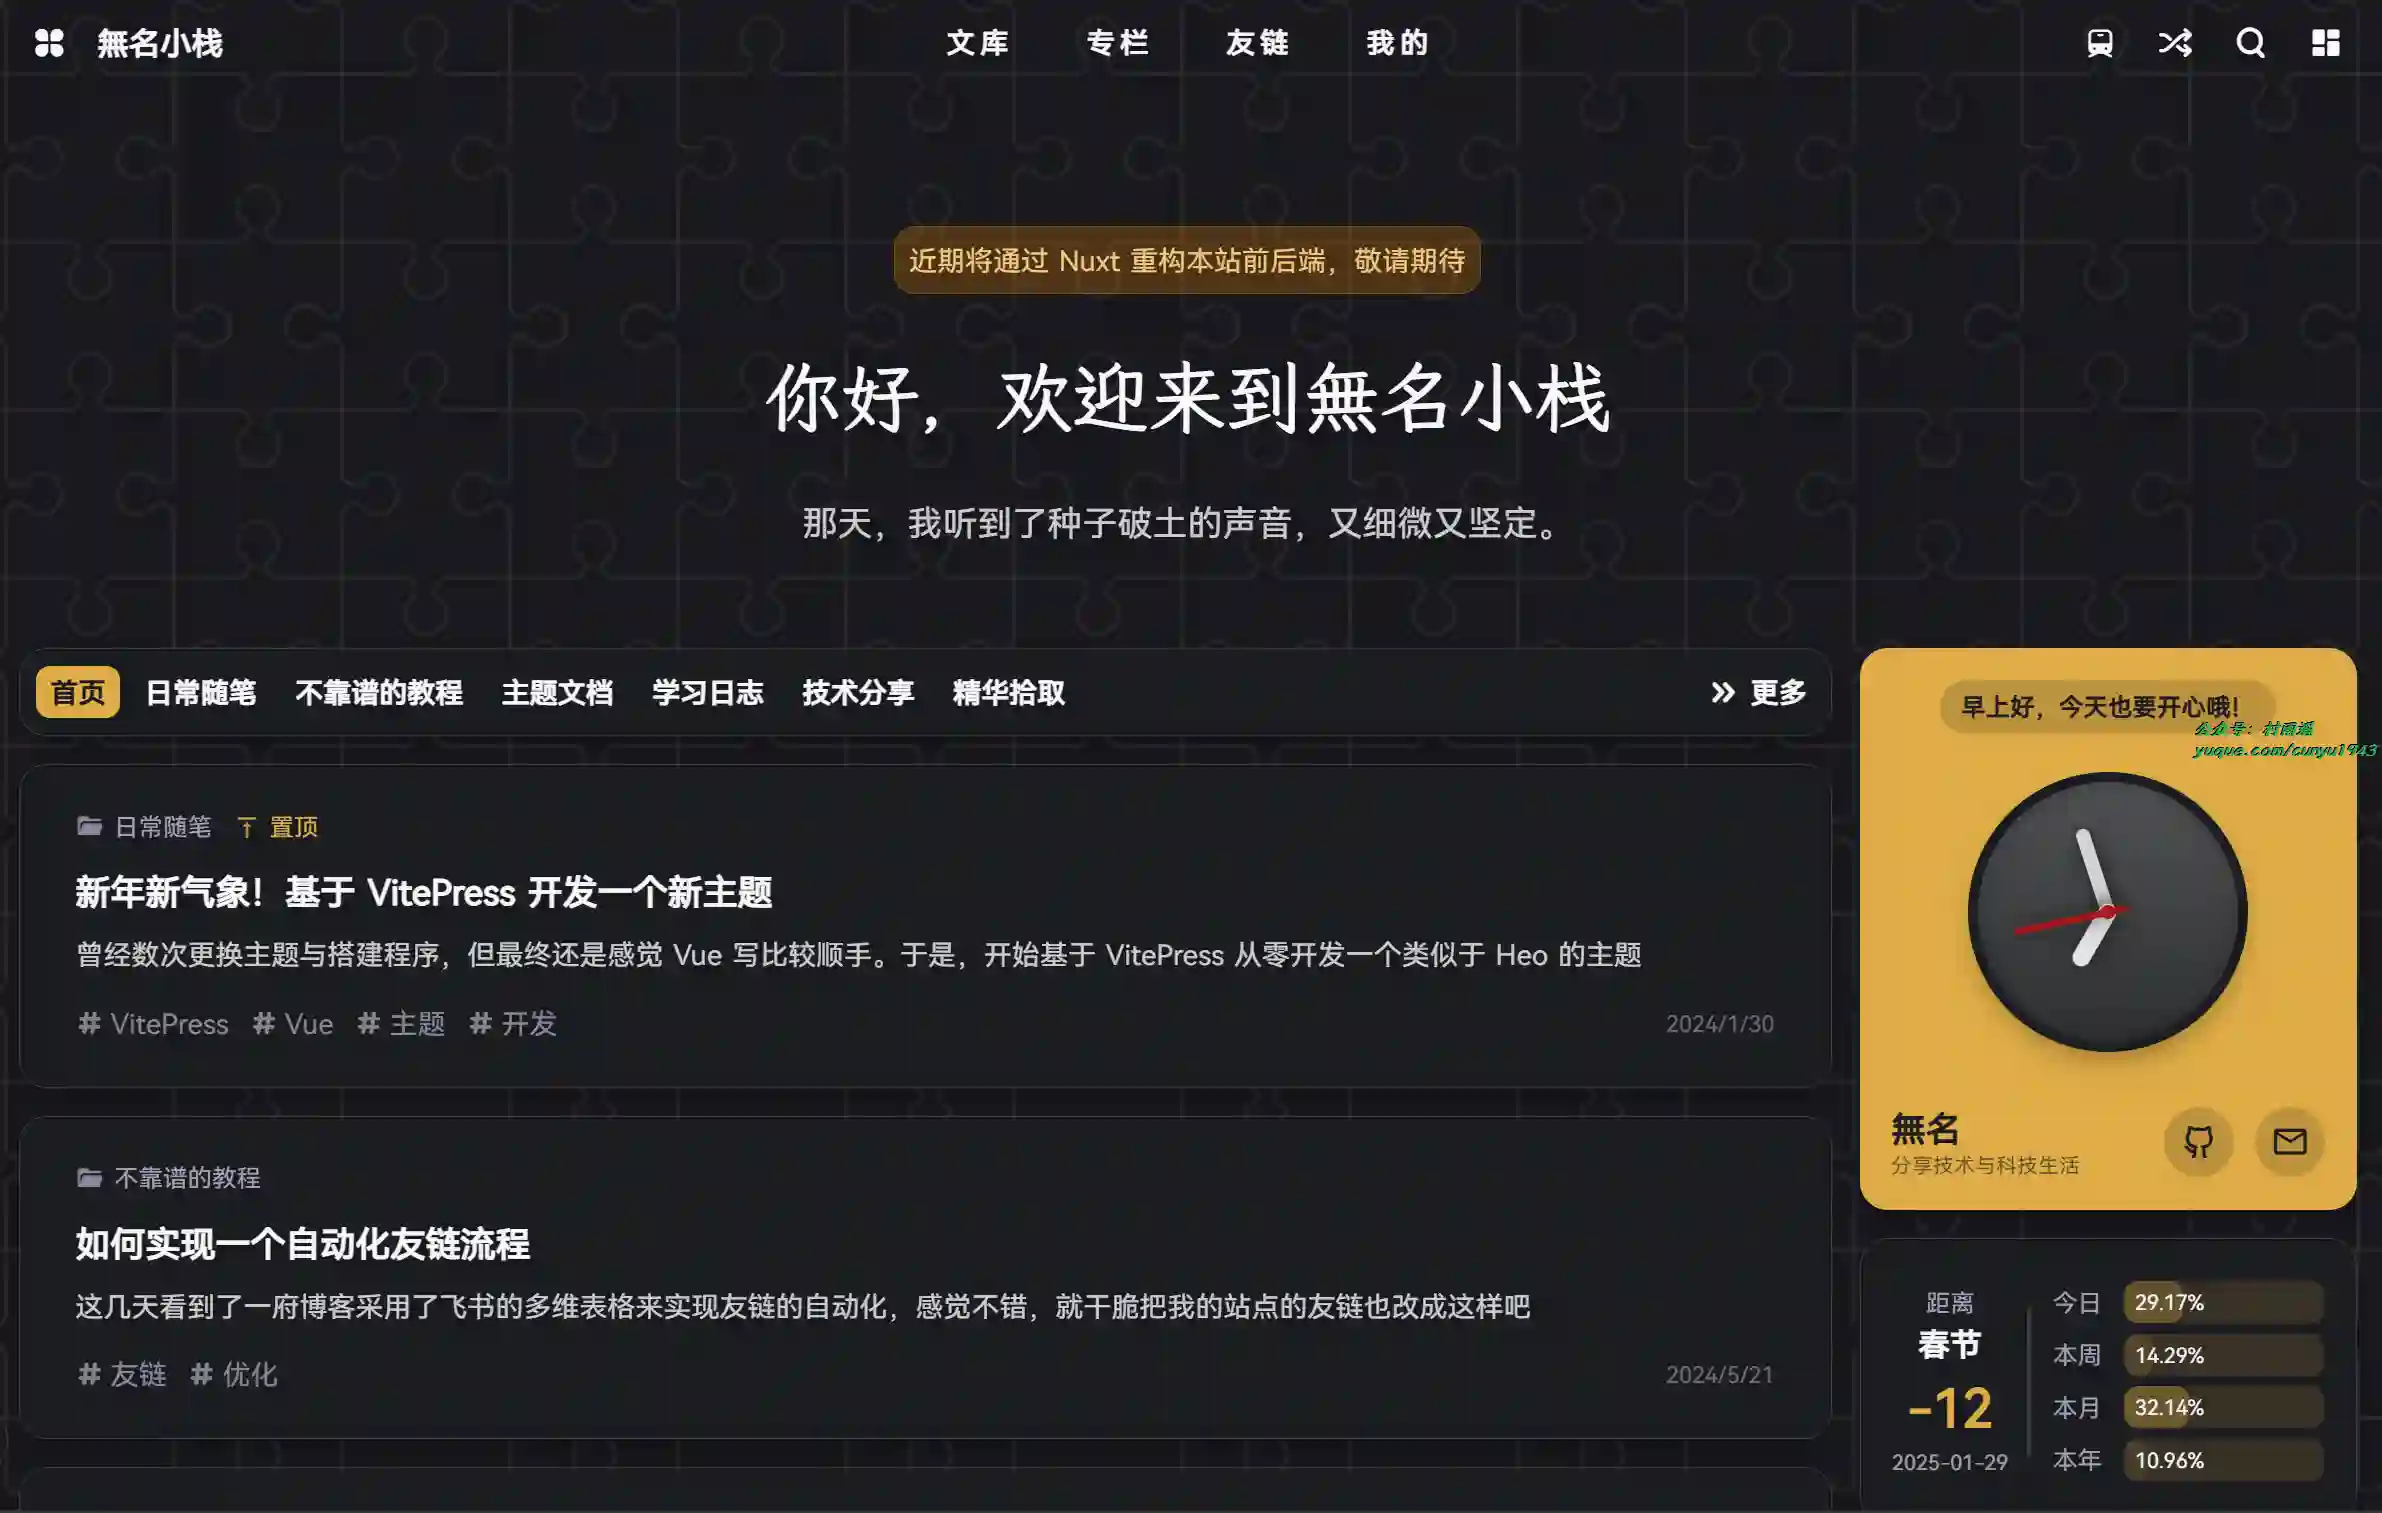 無名小栈
文库 专栏 友链 我的
近期将通过 Nuxt 重构本站前后端，敬请期待
你好，欢迎来到無名小栈
那天，我听到了种子破土的声音，又细微又坚定。
首页 日常随笔 不靠谱的教程 主题文档 学习日志 技术分享 精华拾取 更多
日常随笔 置顶
新年新气象！基于 VitePress 开发一个新主题
曾经数次更换主题与搭建程序，但最终还是感觉 Vue 写比较顺手。于是，开始基于 VitePress 从零开发一个类似于 Heo 的主题
# VitePress # Vue # 主题 # 开发
2024/1/30
不靠谱的教程
如何实现一个自动化友链流程
这几天看到了一府博客采用了飞书的多维表格来实现友链的自动化，感觉不错，就干脆把我的站点的友链也改成这样吧
# 友链 # 优化
2024/5/21
早上好，今天也要开心哦！
公众号：村雨遥
yuque.com/cunyu1943
無名
分享技术与科技生活
距离
春节
-12
2025-01-29
今日 29.17%
本周 14.29%
本月 32.14%
本年 10.96%